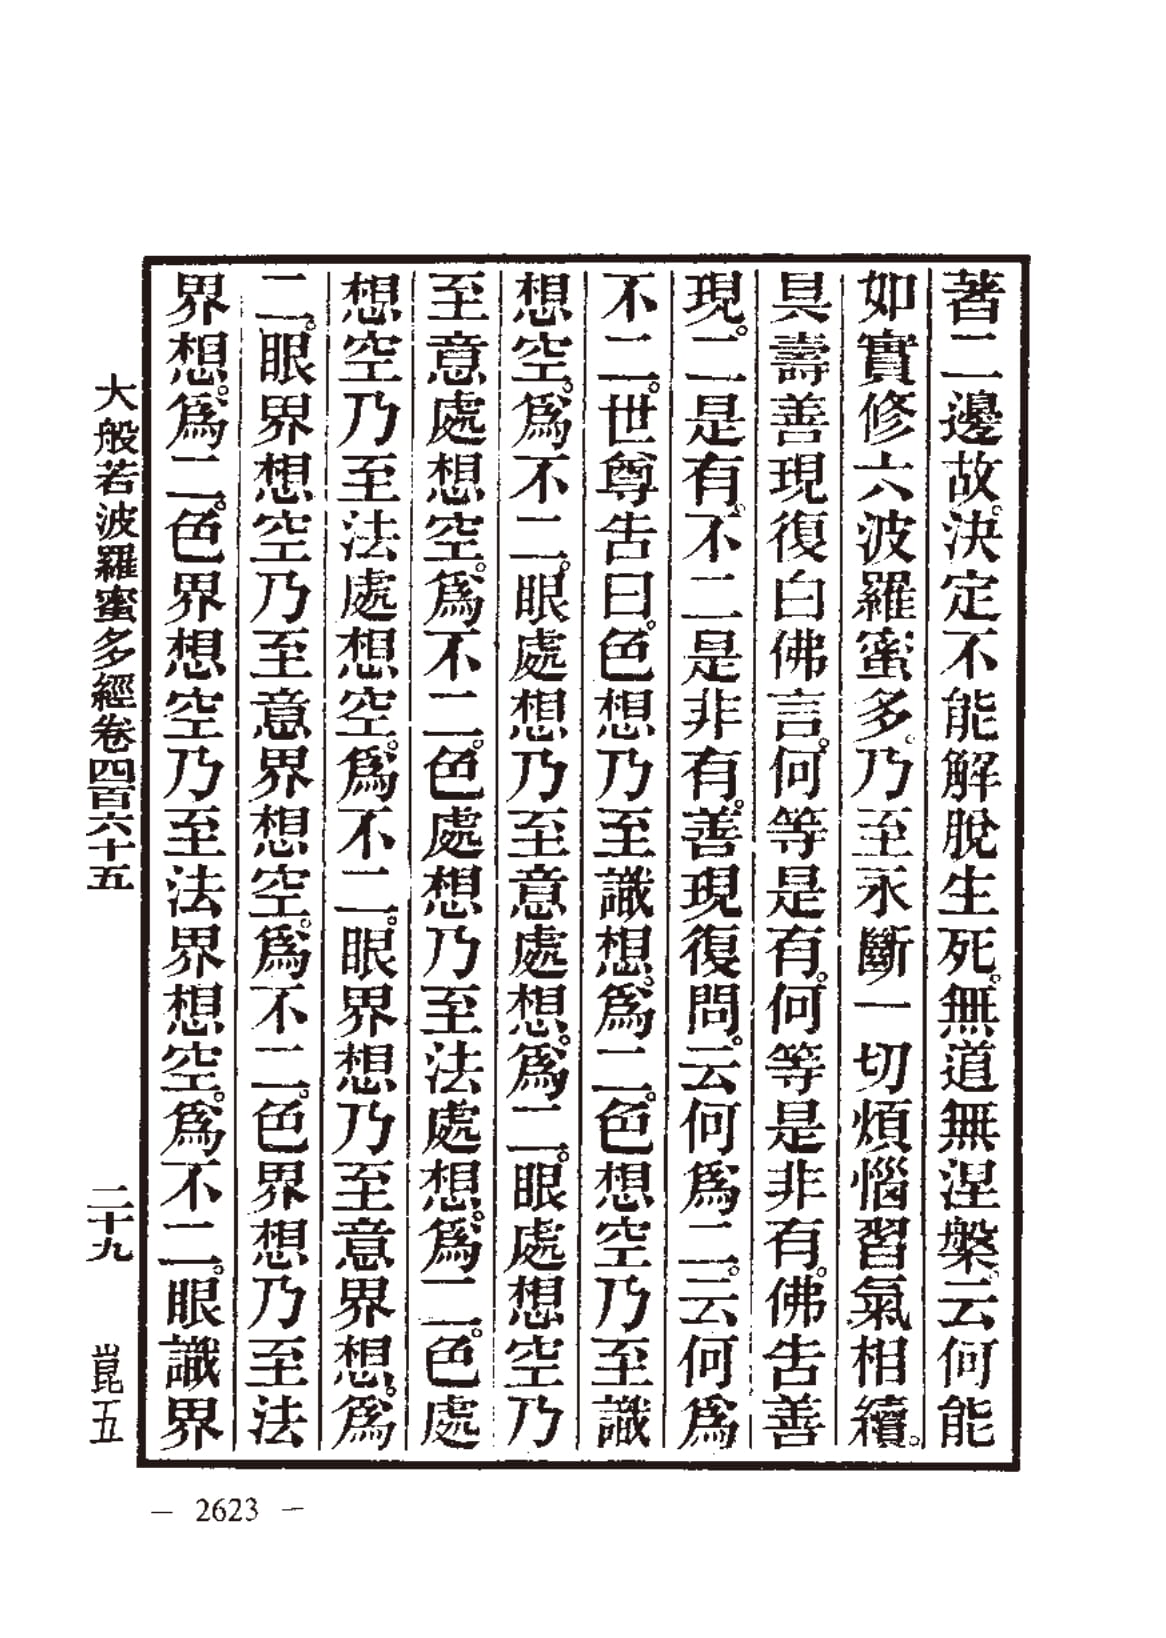 著二邊故。決定不能解脫生死。無道無涅槃。云何能
如實修六波羅蜜多。乃至永斷一切煩惱習氣相續。
具壽善現復白佛言。何等是有。何等是非有。佛告善
現。二是有。不二是非有。善現復問。云何爲二。云何爲
不二。世尊告曰。色想乃至識想。爲二。色想空乃至識
想空。爲不二。眼處想乃至意處想。爲二。眼處想空乃
至意處想空。爲不二。色處想乃至法處想。爲二。色處
想空乃至法處想空。爲不二。眼界想乃至意界想。爲
二。眼界想空乃至意界想空。爲不二。色界想乃至法
界想。爲二。色界想空乃至法界想空。爲不二。眼識界
大般若波羅蜜多經卷四百六十五 二十九 崑五
— 2623 —